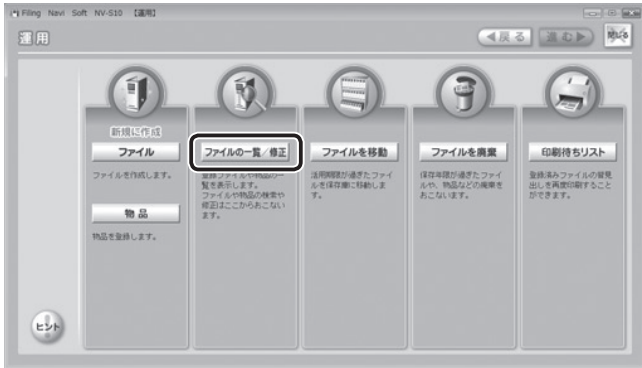 Filing Navi Soft NV-S10 【運用】
運用
戻る
進む
閉じる
新規に作成
ファイル
ファイルを作成します。
物品
物品を登録します。
ファイルの一覧／修正
登録ファイルや物品の一
覧を表示します。
ファイルや物品の検索や
修正はここからおこない
ます。
ファイルを移動
活用期限が過ぎたファイ
ルを保存庫に移動しま
す。
ファイルを廃棄
保存年限が過ぎたファイ
ルや、物品などの廃棄を
おこないます。
印刷待ちリスト
登録済みファイルの背見
出しを再度印刷すること
ができます。
ヒント